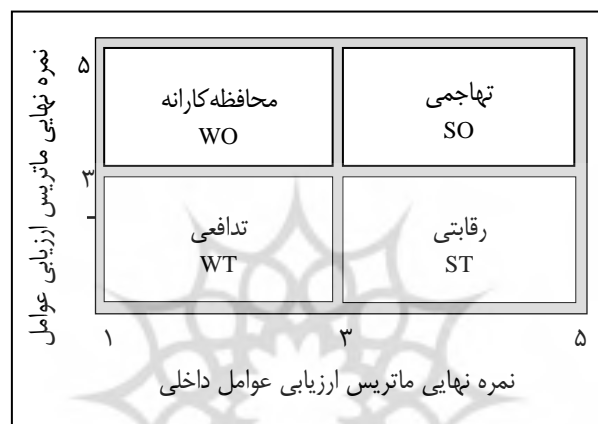 نمره نهایی ماتریس ارزیابی عوامل
۵
محافظه‌کارانه
WO
تهاجمی
SO
۳
تدافعی
WT
رقابتی
ST
۱
۳
۵
نمره نهایی ماتریس ارزیابی عوامل داخلی